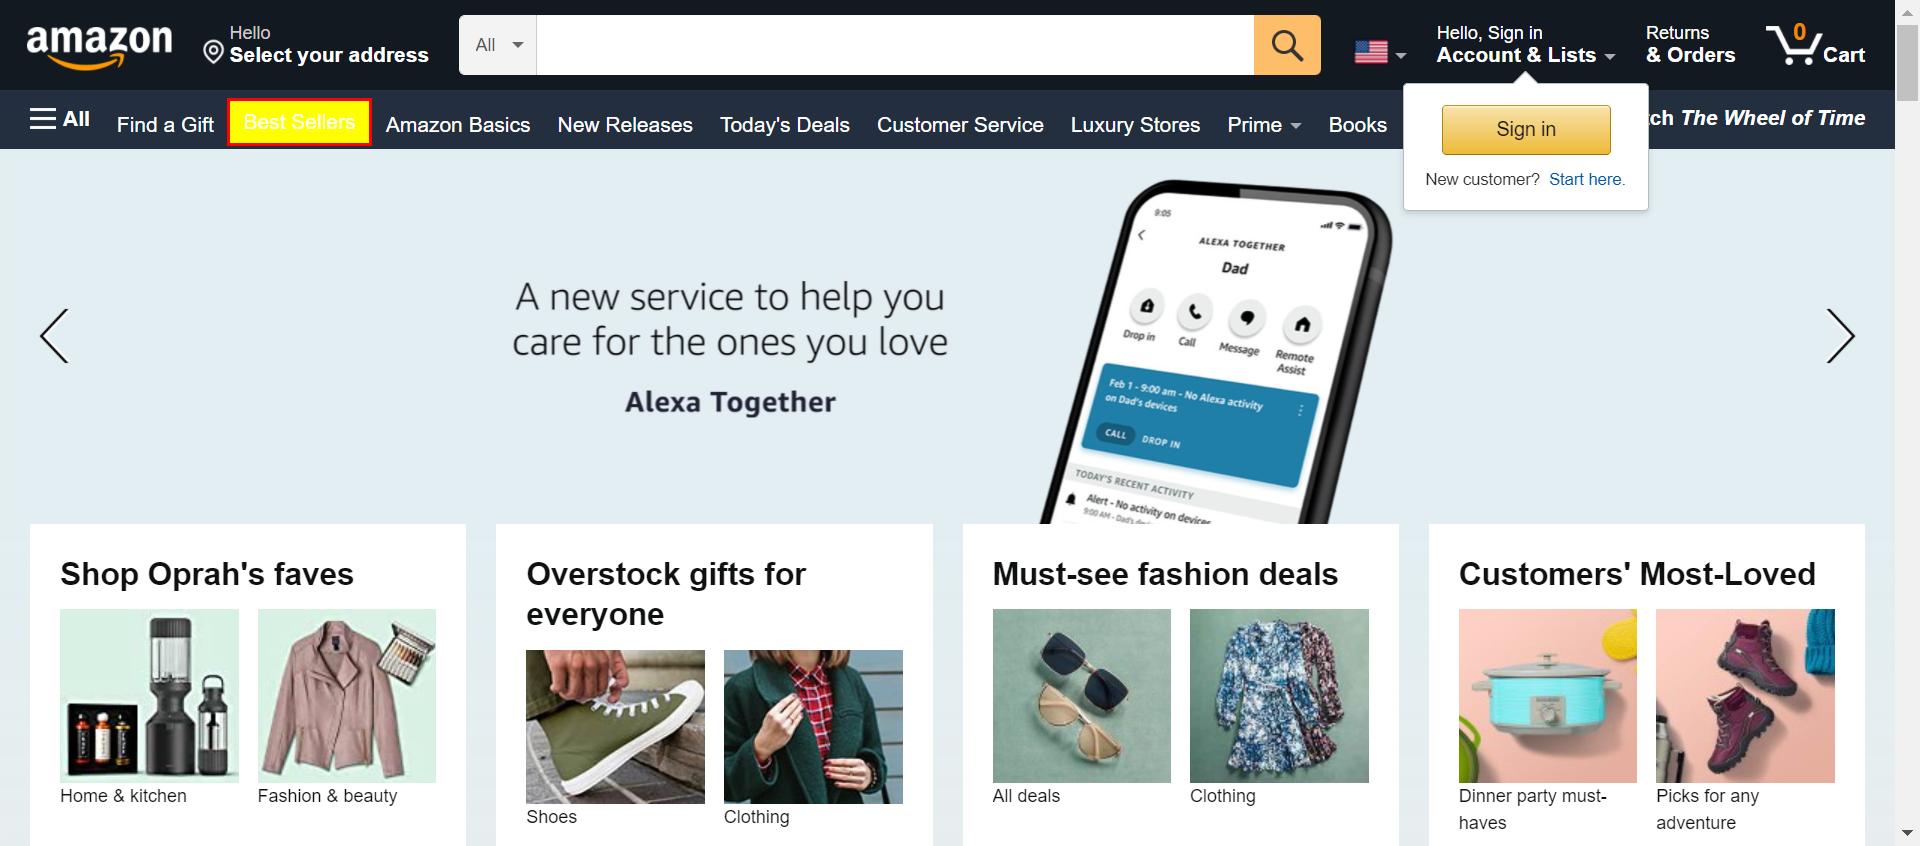 amazon
Hello
Select your address
All
Hello, Sign in
Account & Lists
Returns
& Orders
0
Cart
All
Find a Gift
Best Sellers
Amazon Basics
New Releases
Today's Deals
Customer Service
Luxury Stores
Prime
Books
tch The Wheel of Time
Sign in
New customer? Start here.
A new service to help you
care for the ones you love
Alexa Together
9:05
ALEXA TOGETHER
Dad
Drop in
Call
Message
Remote
Assist
Feb 1 - 9:00 am - No Alexa activity
on Dad's devices
CALL
DROP IN
TODAY'S RECENT ACTIVITY
Alert - No activity on devices
9:00 AM - Dad's
Shop Oprah's faves
Home & kitchen
Fashion & beauty
Overstock gifts for
everyone
Shoes
Clothing
Must-see fashion deals
All deals
Clothing
Customers' Most-Loved
Dinner party must-
haves
Picks for any
adventure